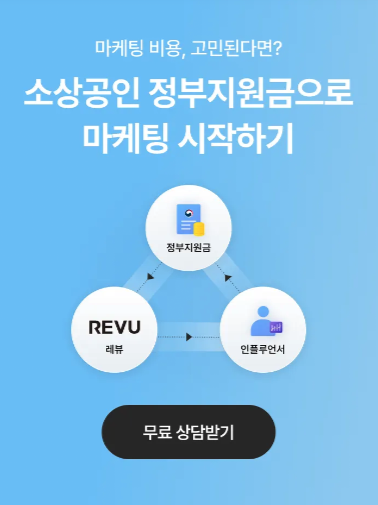 마케팅 비용, 고민된다면?
소상공인 정부지원금으로
마케팅 시작하기
정부지원금
REVU
레뷰
인플루언서
무료 상담받기